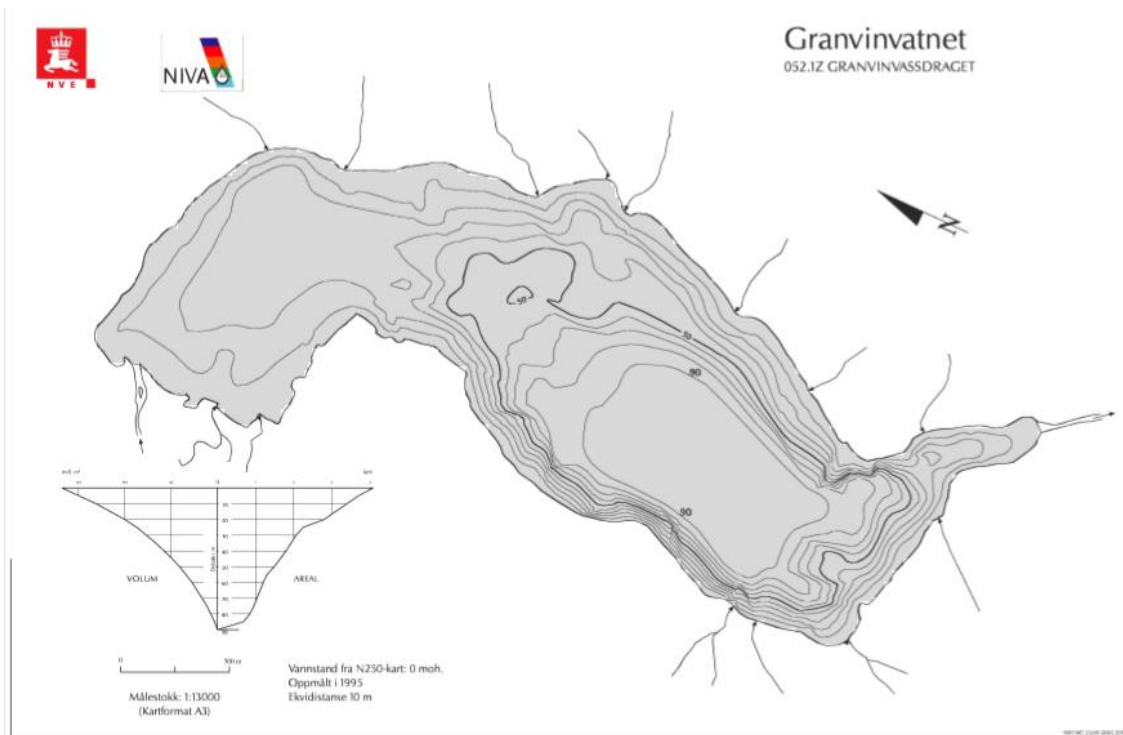 NVE
NIVA
Granvinvatnet
052.1Z GRANVINVASSDRAGET
N
50
50
90
90
VOLUM
AREAL
0
500 m
Målestokk: 1:13000
(Kartformat A3)
Vannstand fra N250-kart: 0 moh.
Oppmålt i 1995
Ekvidistanse 10 m